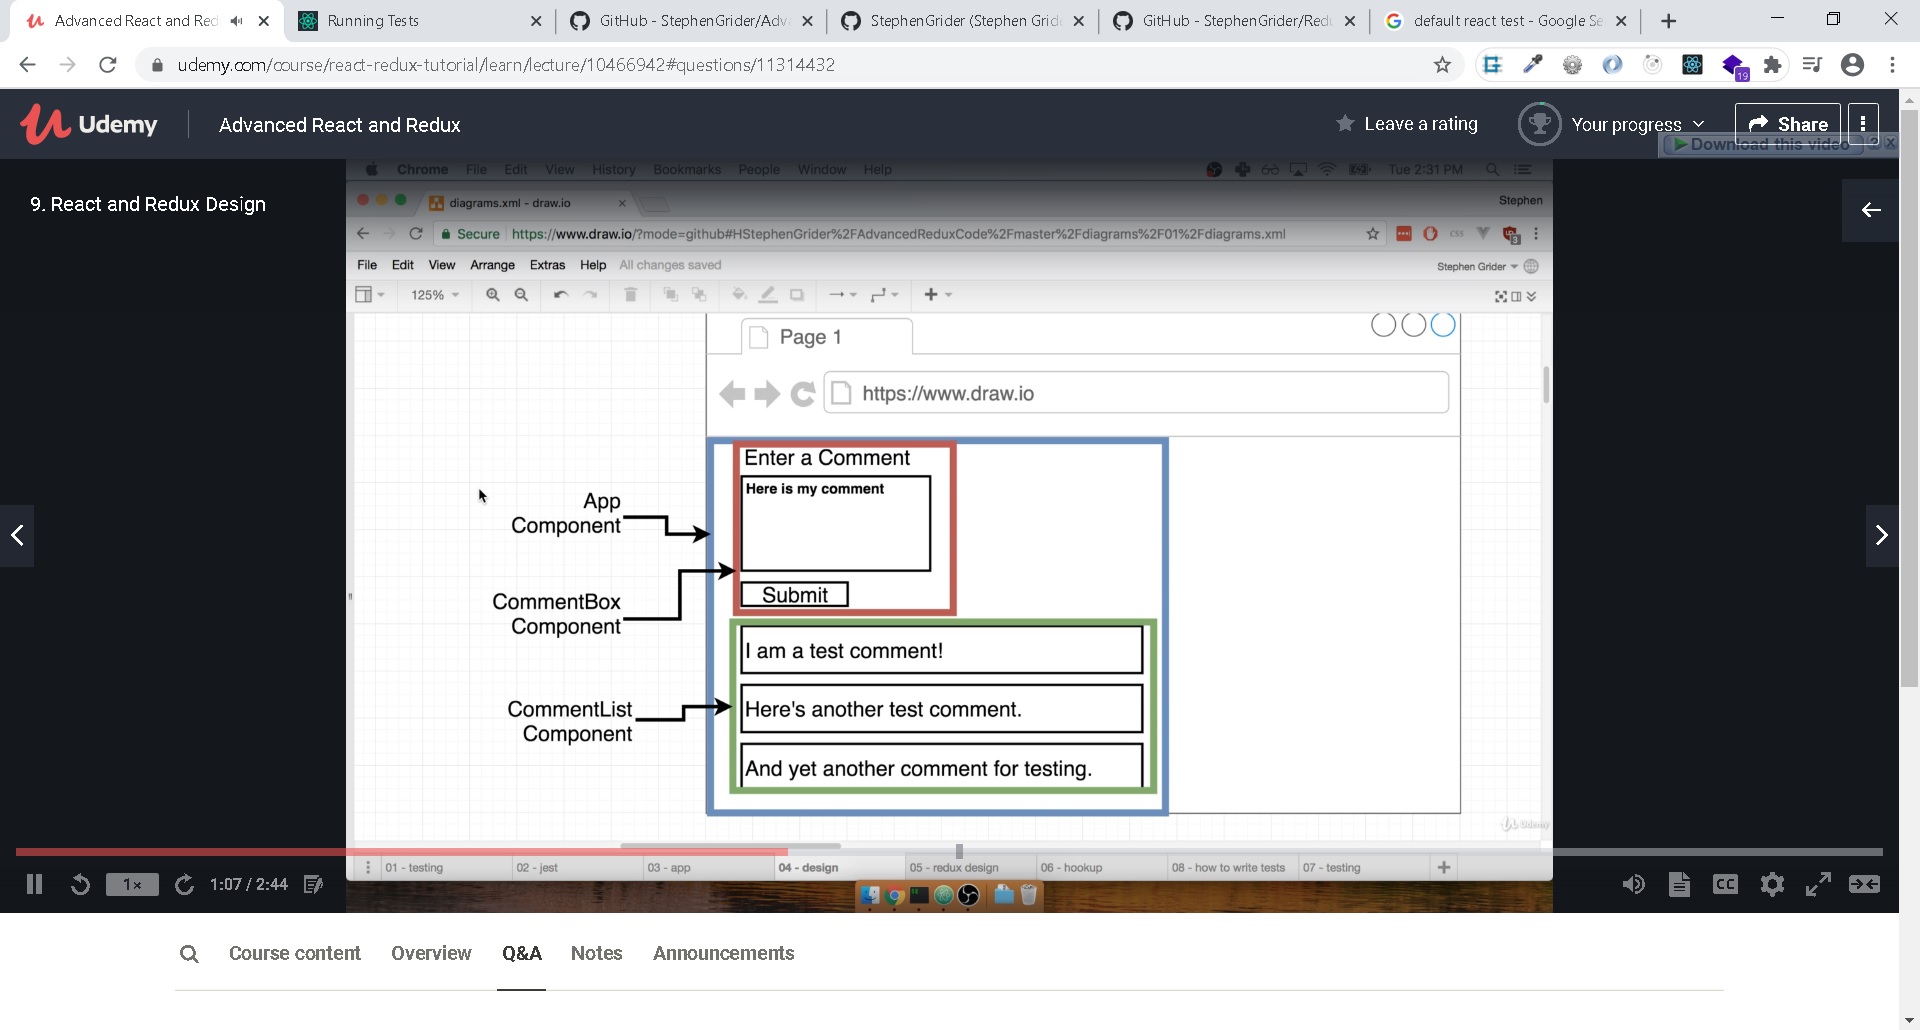 Advanced React and Red
Running Tests
GitHub - StephenGrider/Adv
StephenGrider (Stephen Grid
GitHub - StephenGrider/Red
default react test - Google Se
udemy.com/course/react-redux-tutorial/learn/lecture/10466942#questions/11314432
19
Udemy
Advanced React and Redux
Leave a rating
Your progress
Share
Download this video
? X
9. React and Redux Design
Chrome File Edit View History Bookmarks People Window Help
Tue 2:31 PM
diagrams.xml - draw.io
Stephen
Secure https://www.draw.io/?mode=github#HStephenGrider%2FAdvancedReduxCode%2Fmaster%2Fdiagrams%2F01%2Fdiagrams.xml
CSS
3
File Edit View Arrange Extras Help All changes saved
Stephen Grider
125%
Page 1
https://www.draw.io
Enter a Comment
Here is my comment
App
Component
Submit
CommentBox
Component
I am a test comment!
CommentList
Component
Here's another test comment.
And yet another comment for testing.
Udemy
01 - testing
02 - jest
03 - app
04 - design
05 - redux design
06 - hookup
08 - how to write tests
07 - testing
1x
1:07 / 2:44
CC
Course content
Overview
Q&A
Notes
Announcements